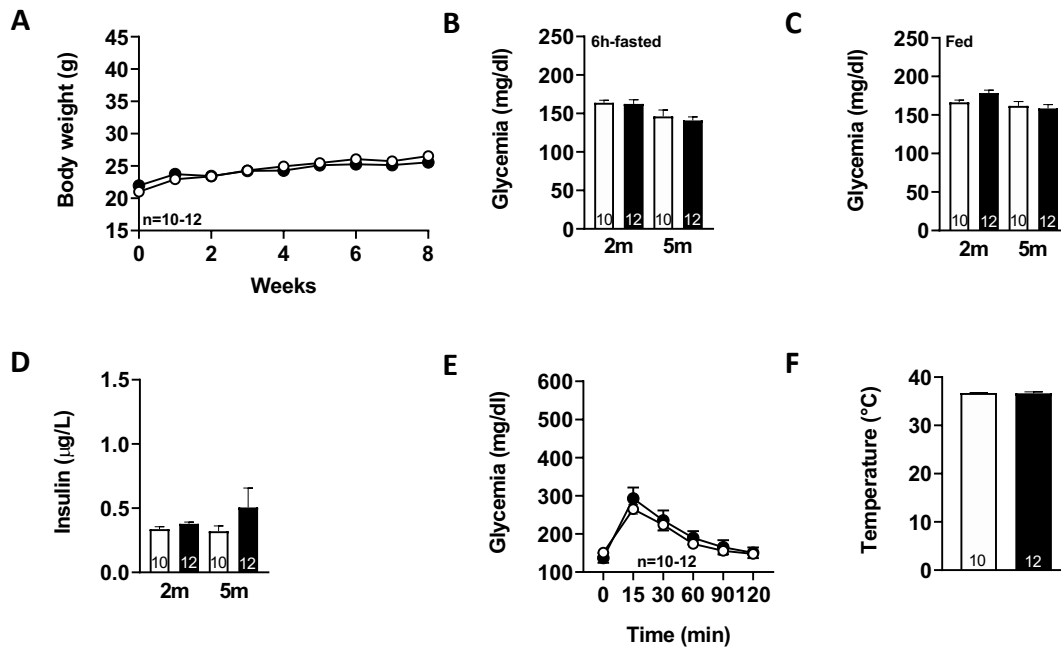 A
Body weight (g)
45
40
35
30
25
20
15
n=10-12
0 2 4 6 8
Weeks
B
Glycemia (mg/dl)
6h-fasted
250
200
150
100
50
0
10 12 10 12
2m 5m
C
Glycemia (mg/dl)
Fed
250
200
150
100
50
0
10 12 10 12
2m 5m
D
Insulin (µg/L)
1.5
1.0
0.5
0.0
10 12 10 12
2m 5m
E
Glycemia (mg/dl)
600
500
400
300
200
100
n=10-12
0 15 30 60 90 120
Time (min)
F
Temperature (°C)
40
30
20
10
0
10 12